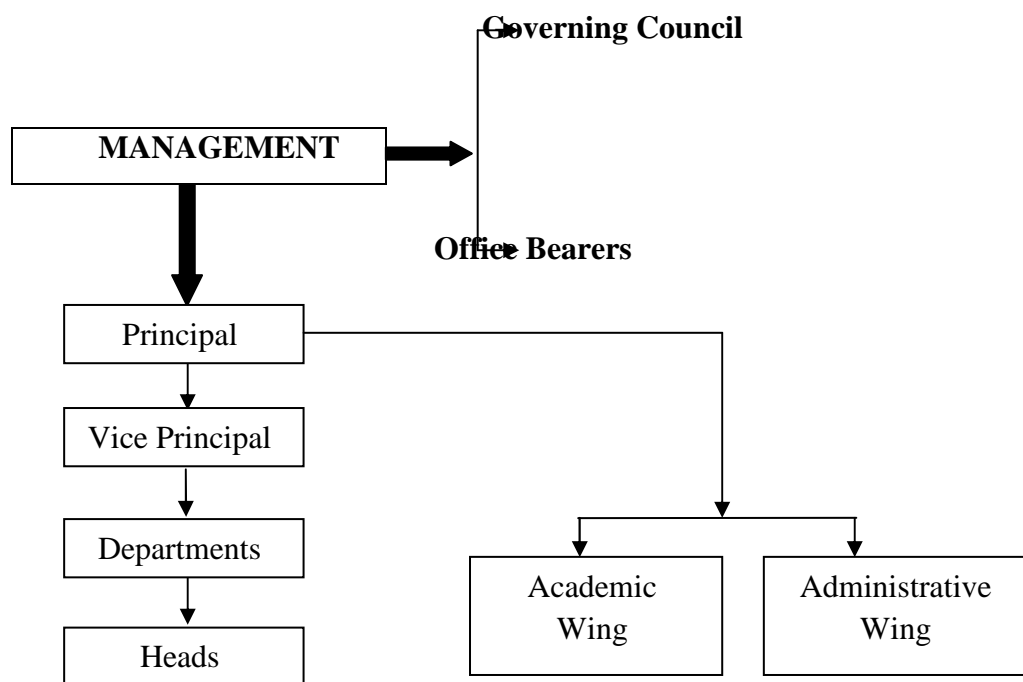 Governing Council
MANAGEMENT
Office Bearers
Principal
Vice Principal
Departments
Academic
Wing
Administrative
Wing
Heads